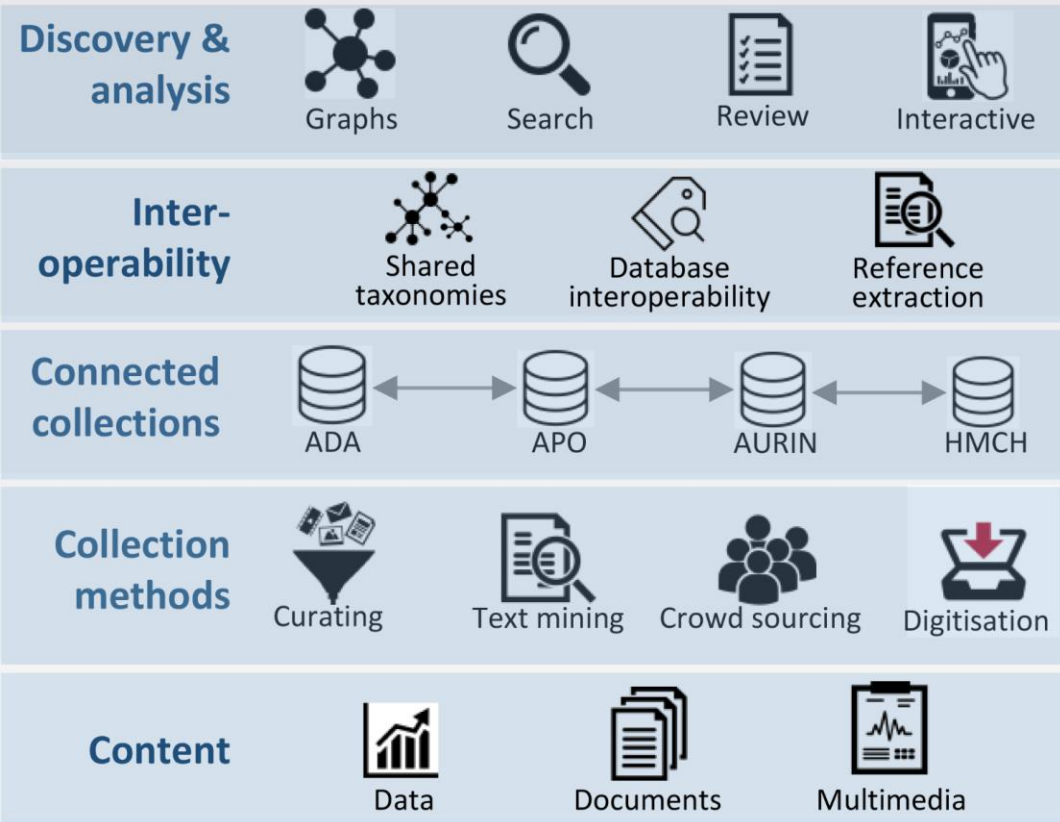 Discovery &
analysis
Graphs
Search
Review
Interactive
Inter-
operability
Shared
taxonomies
Database
interoperability
Reference
extraction
Connected
collections
ADA
APO
AURIN
HMCH
Collection
methods
Curating
Text mining
Crowd sourcing
Digitisation
Content
Data
Documents
Multimedia